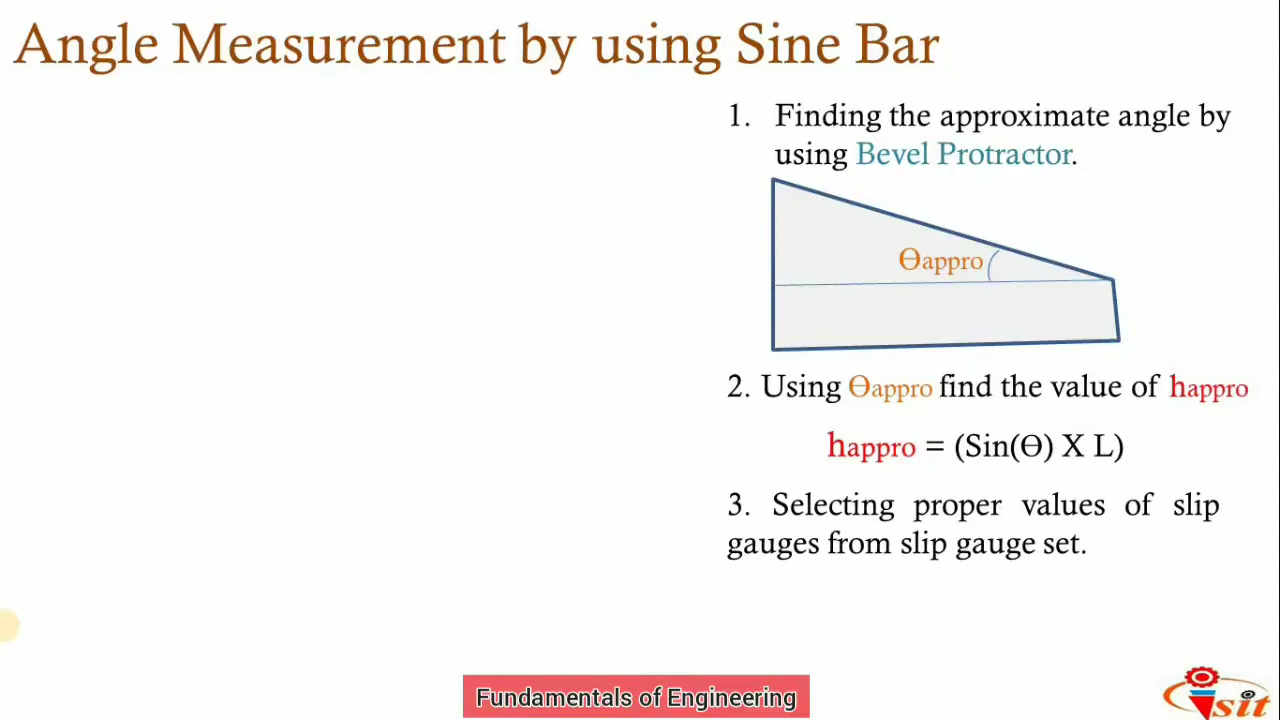 Angle Measurement by using Sine Bar
1. Finding the approximate angle by
using Bevel Protractor.
ϴappro
2. Using ϴappro find the value of happro
happro = (Sin(ϴ) X L)
3. Selecting proper values of slip
gauges from slip gauge set.
Fundamentals of Engineering
sit